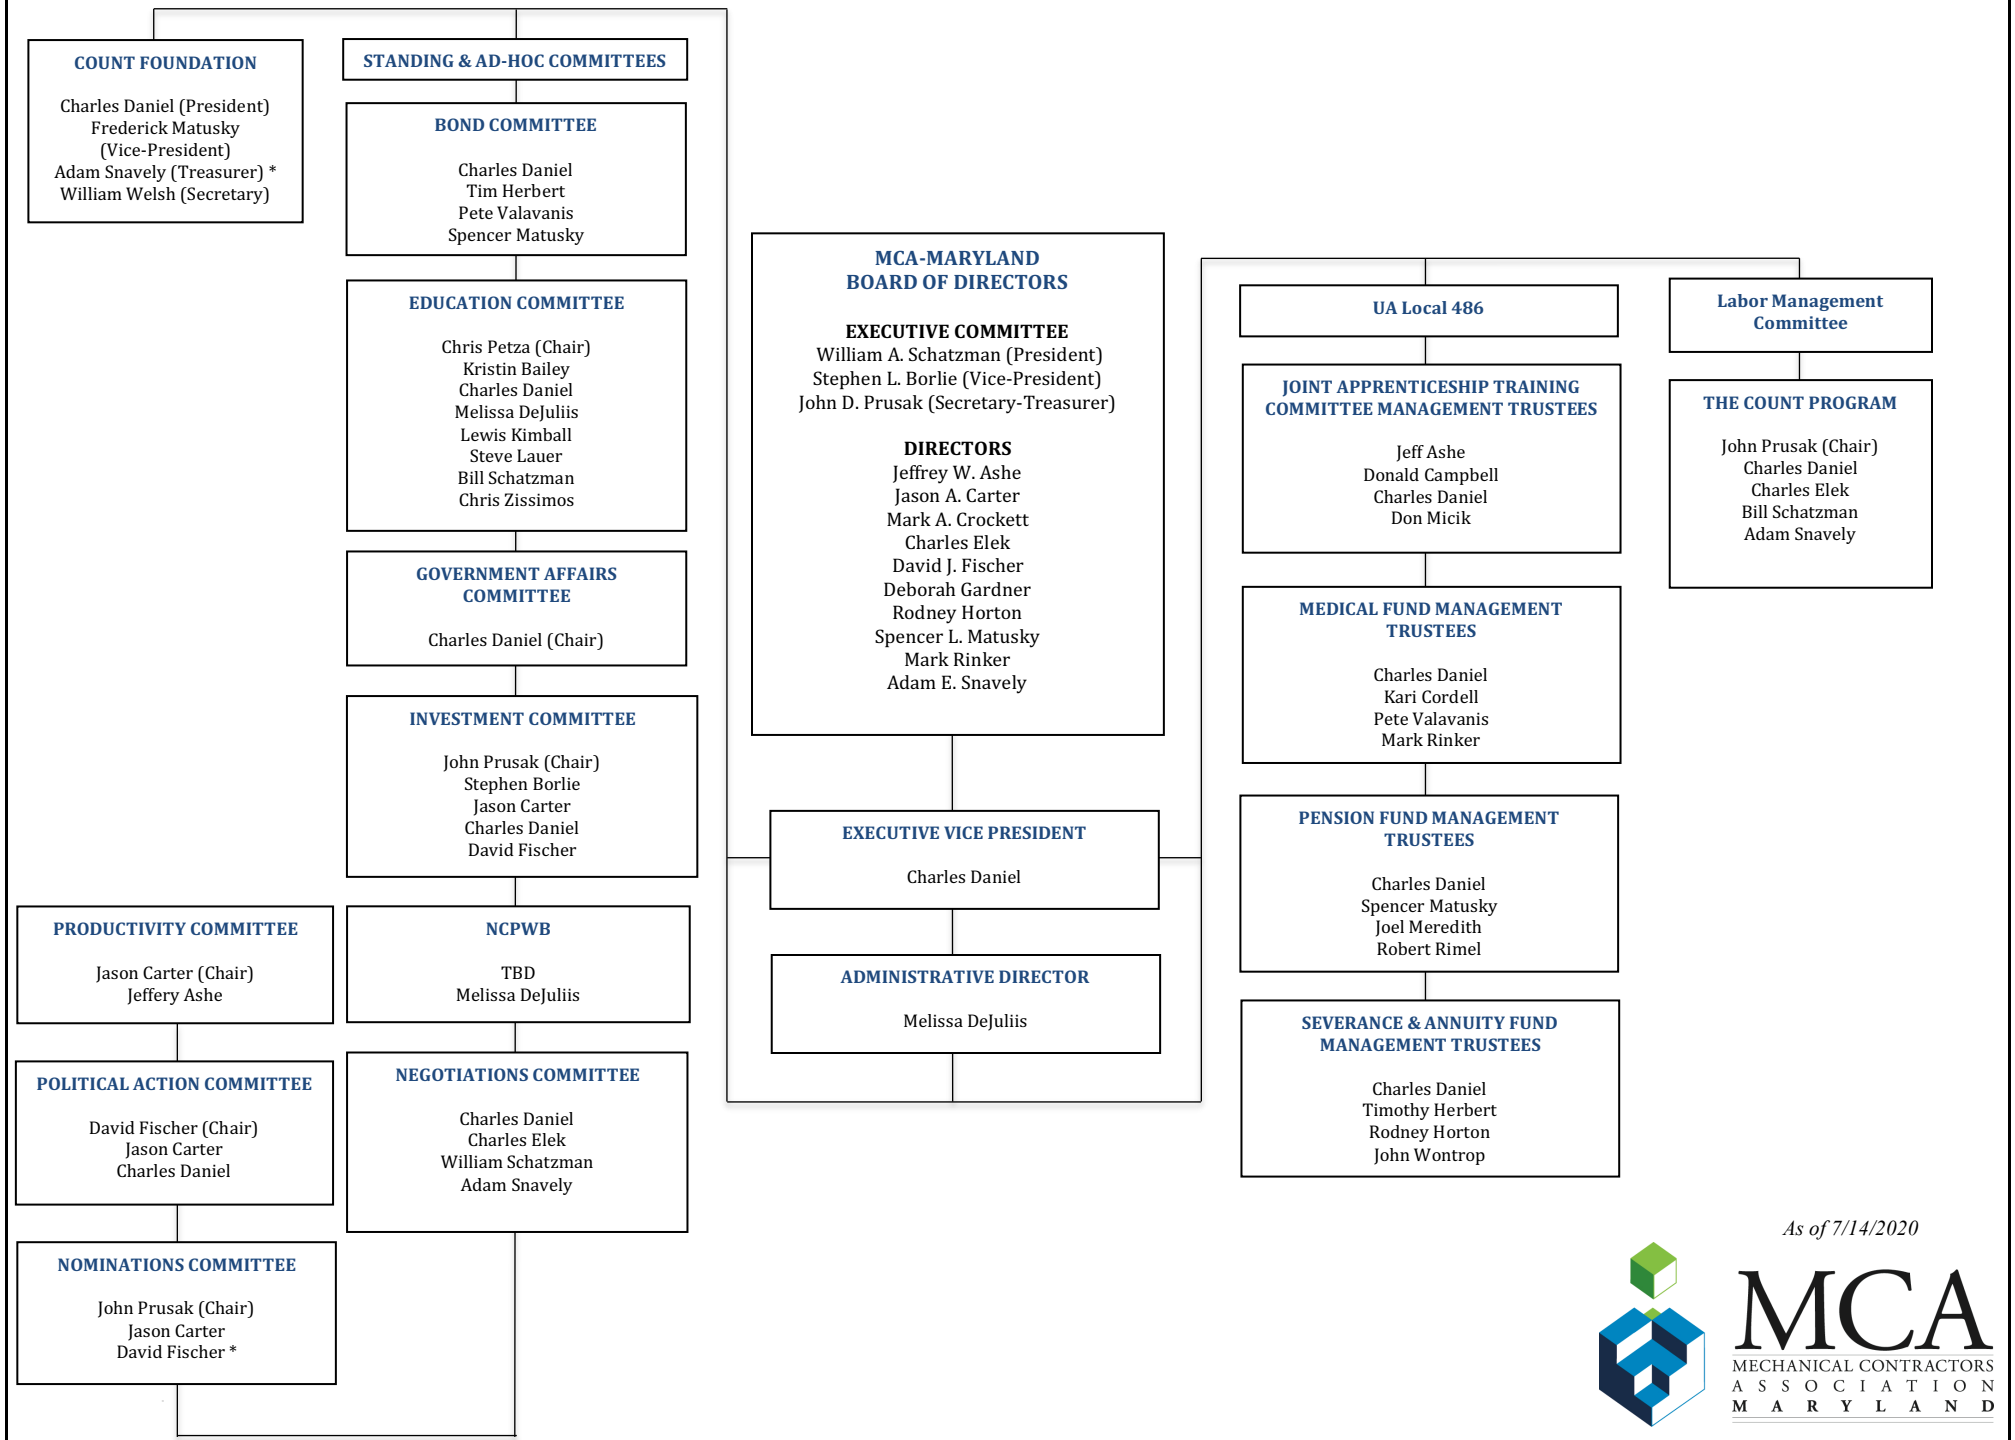 COUNT FOUNDATION
Charles Daniel (President)
Frederick Matusky
(Vice-President)
Adam Snavely (Treasurer) *
William Welsh (Secretary)
STANDING & AD-HOC COMMITTEES
BOND COMMITTEE
Charles Daniel
Tim Herbert
Pete Valavanis
Spencer Matusky
EDUCATION COMMITTEE
Chris Petza (Chair)
Kristin Bailey
Charles Daniel
Melissa DeJuliis
Lewis Kimball
Steve Lauer
Bill Schatzman
Chris Zissimos
GOVERNMENT AFFAIRS
COMMITTEE
Charles Daniel (Chair)
INVESTMENT COMMITTEE
John Prusak (Chair)
Stephen Borlie
Jason Carter
Charles Daniel
David Fischer
NCPWB
TBD
Melissa DeJuliis
NEGOTIATIONS COMMITTEE
Charles Daniel
Charles Elek
William Schatzman
Adam Snavely
PRODUCTIVITY COMMITTEE
Jason Carter (Chair)
Jeffery Ashe
POLITICAL ACTION COMMITTEE
David Fischer (Chair)
Jason Carter
Charles Daniel
NOMINATIONS COMMITTEE
John Prusak (Chair)
Jason Carter
David Fischer *
MCA-MARYLAND
BOARD OF DIRECTORS
EXECUTIVE COMMITTEE
William A. Schatzman (President)
Stephen L. Borlie (Vice-President)
John D. Prusak (Secretary-Treasurer)
DIRECTORS
Jeffrey W. Ashe
Jason A. Carter
Mark A. Crockett
Charles Elek
David J. Fischer
Deborah Gardner
Rodney Horton
Spencer L. Matusky
Mark Rinker
Adam E. Snavely
EXECUTIVE VICE PRESIDENT
Charles Daniel
ADMINISTRATIVE DIRECTOR
Melissa DeJuliis
UA Local 486
JOINT APPRENTICESHIP TRAINING
COMMITTEE MANAGEMENT TRUSTEES
Jeff Ashe
Donald Campbell
Charles Daniel
Don Micik
MEDICAL FUND MANAGEMENT
TRUSTEES
Charles Daniel
Kari Cordell
Pete Valavanis
Mark Rinker
PENSION FUND MANAGEMENT
TRUSTEES
Charles Daniel
Spencer Matusky
Joel Meredith
Robert Rimel
SEVERANCE & ANNUITY FUND
MANAGEMENT TRUSTEES
Charles Daniel
Timothy Herbert
Rodney Horton
John Wontrop
Labor Management
Committee
THE COUNT PROGRAM
John Prusak (Chair)
Charles Daniel
Charles Elek
Bill Schatzman
Adam Snavely
As of 7/14/2020
MCA
MECHANICAL CONTRACTORS
ASSOCIATION
MARYLAND